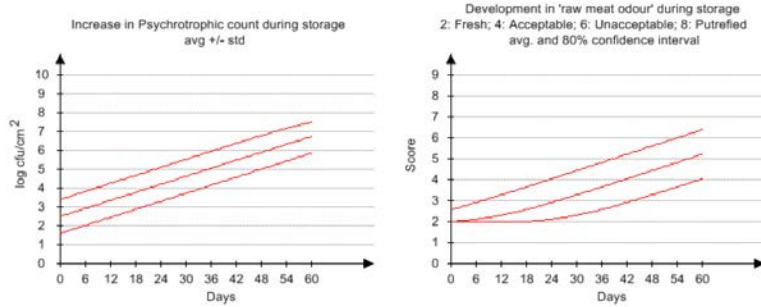 Increase in Psychrotrophic count during storage
avg +/- std
log cfu/cm²
10
9
8
7
6
5
4
3
2
1
0
0 6 12 18 24 30 36 42 48 54 60
Days
Development in 'raw meat odour' during storage
2: Fresh; 4: Acceptable; 6: Unacceptable; 8: Putrefied
avg. and 80% confidence interval
Score
9
8
7
6
5
4
3
2
1
0
0 6 12 18 24 30 36 42 48 54 60
Days